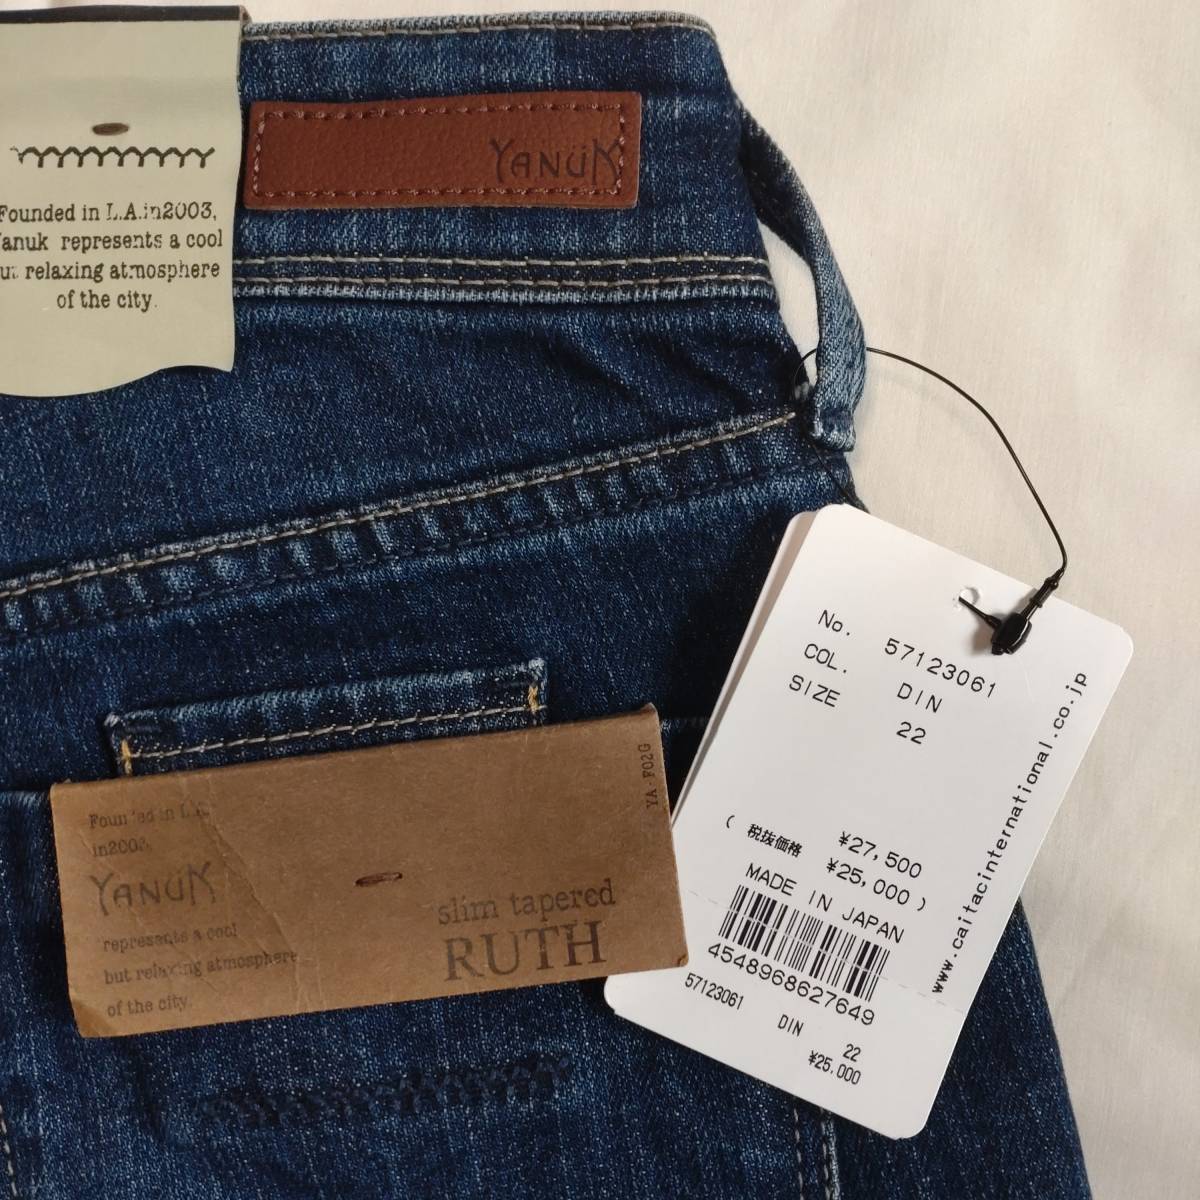 YANÜK
Founded in L.A.in2003,
Yanuk represents a cool
but relaxing atmosphere
of the city.
No. 57123061
COL. DIN
SIZE 22
¥27,500
( 税抜価格 ¥25,000 )
MADE IN JAPAN
4548968627649
57123061 DIN 22
¥25,000
www.caitacinternational.co.jp
YA-F02G
Founded in L.A.
in2003,
YANÜK
represents a cool
but relaxing atmosphere
of the city.
slim tapered
RUTH